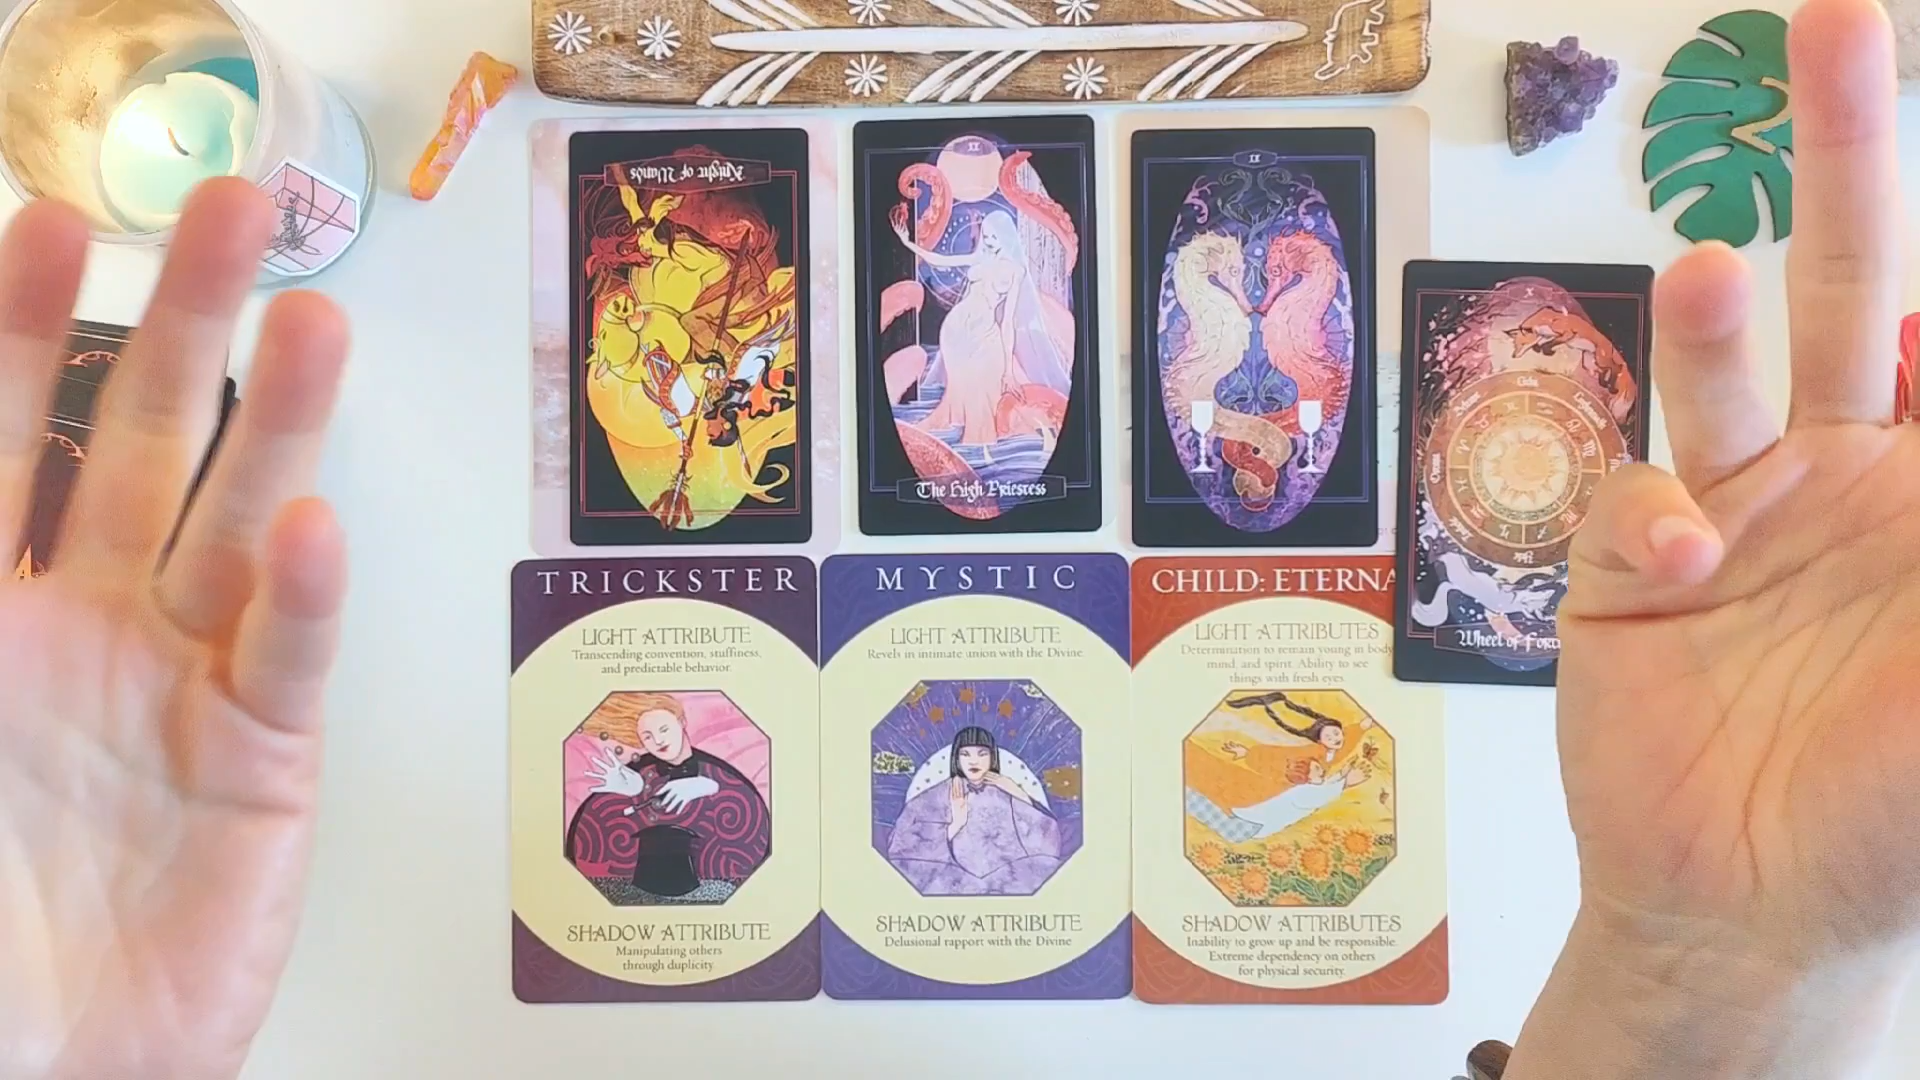 Knight of Wands
II
The High Priestess
II
X
Wheel of
TRICKSTER
LIGHT ATTRIBUTE
Transcending convention, stuffiness,
and predictable behavior.
SHADOW ATTRIBUTE
Manipulating others
through duplicity.
MYSTIC
LIGHT ATTRIBUTE
Revels in intimate union with the Divine.
SHADOW ATTRIBUTE
Delusional rapport with the Divine
CHILD: ETERNA
LIGHT ATTRIBUTES
Determination to remain young in body
mind, and spirit. Ability to see
things with fresh eyes.
SHADOW ATTRIBUTES
Inability to grow up and be responsible.
Extreme dependency on others
for physical security.